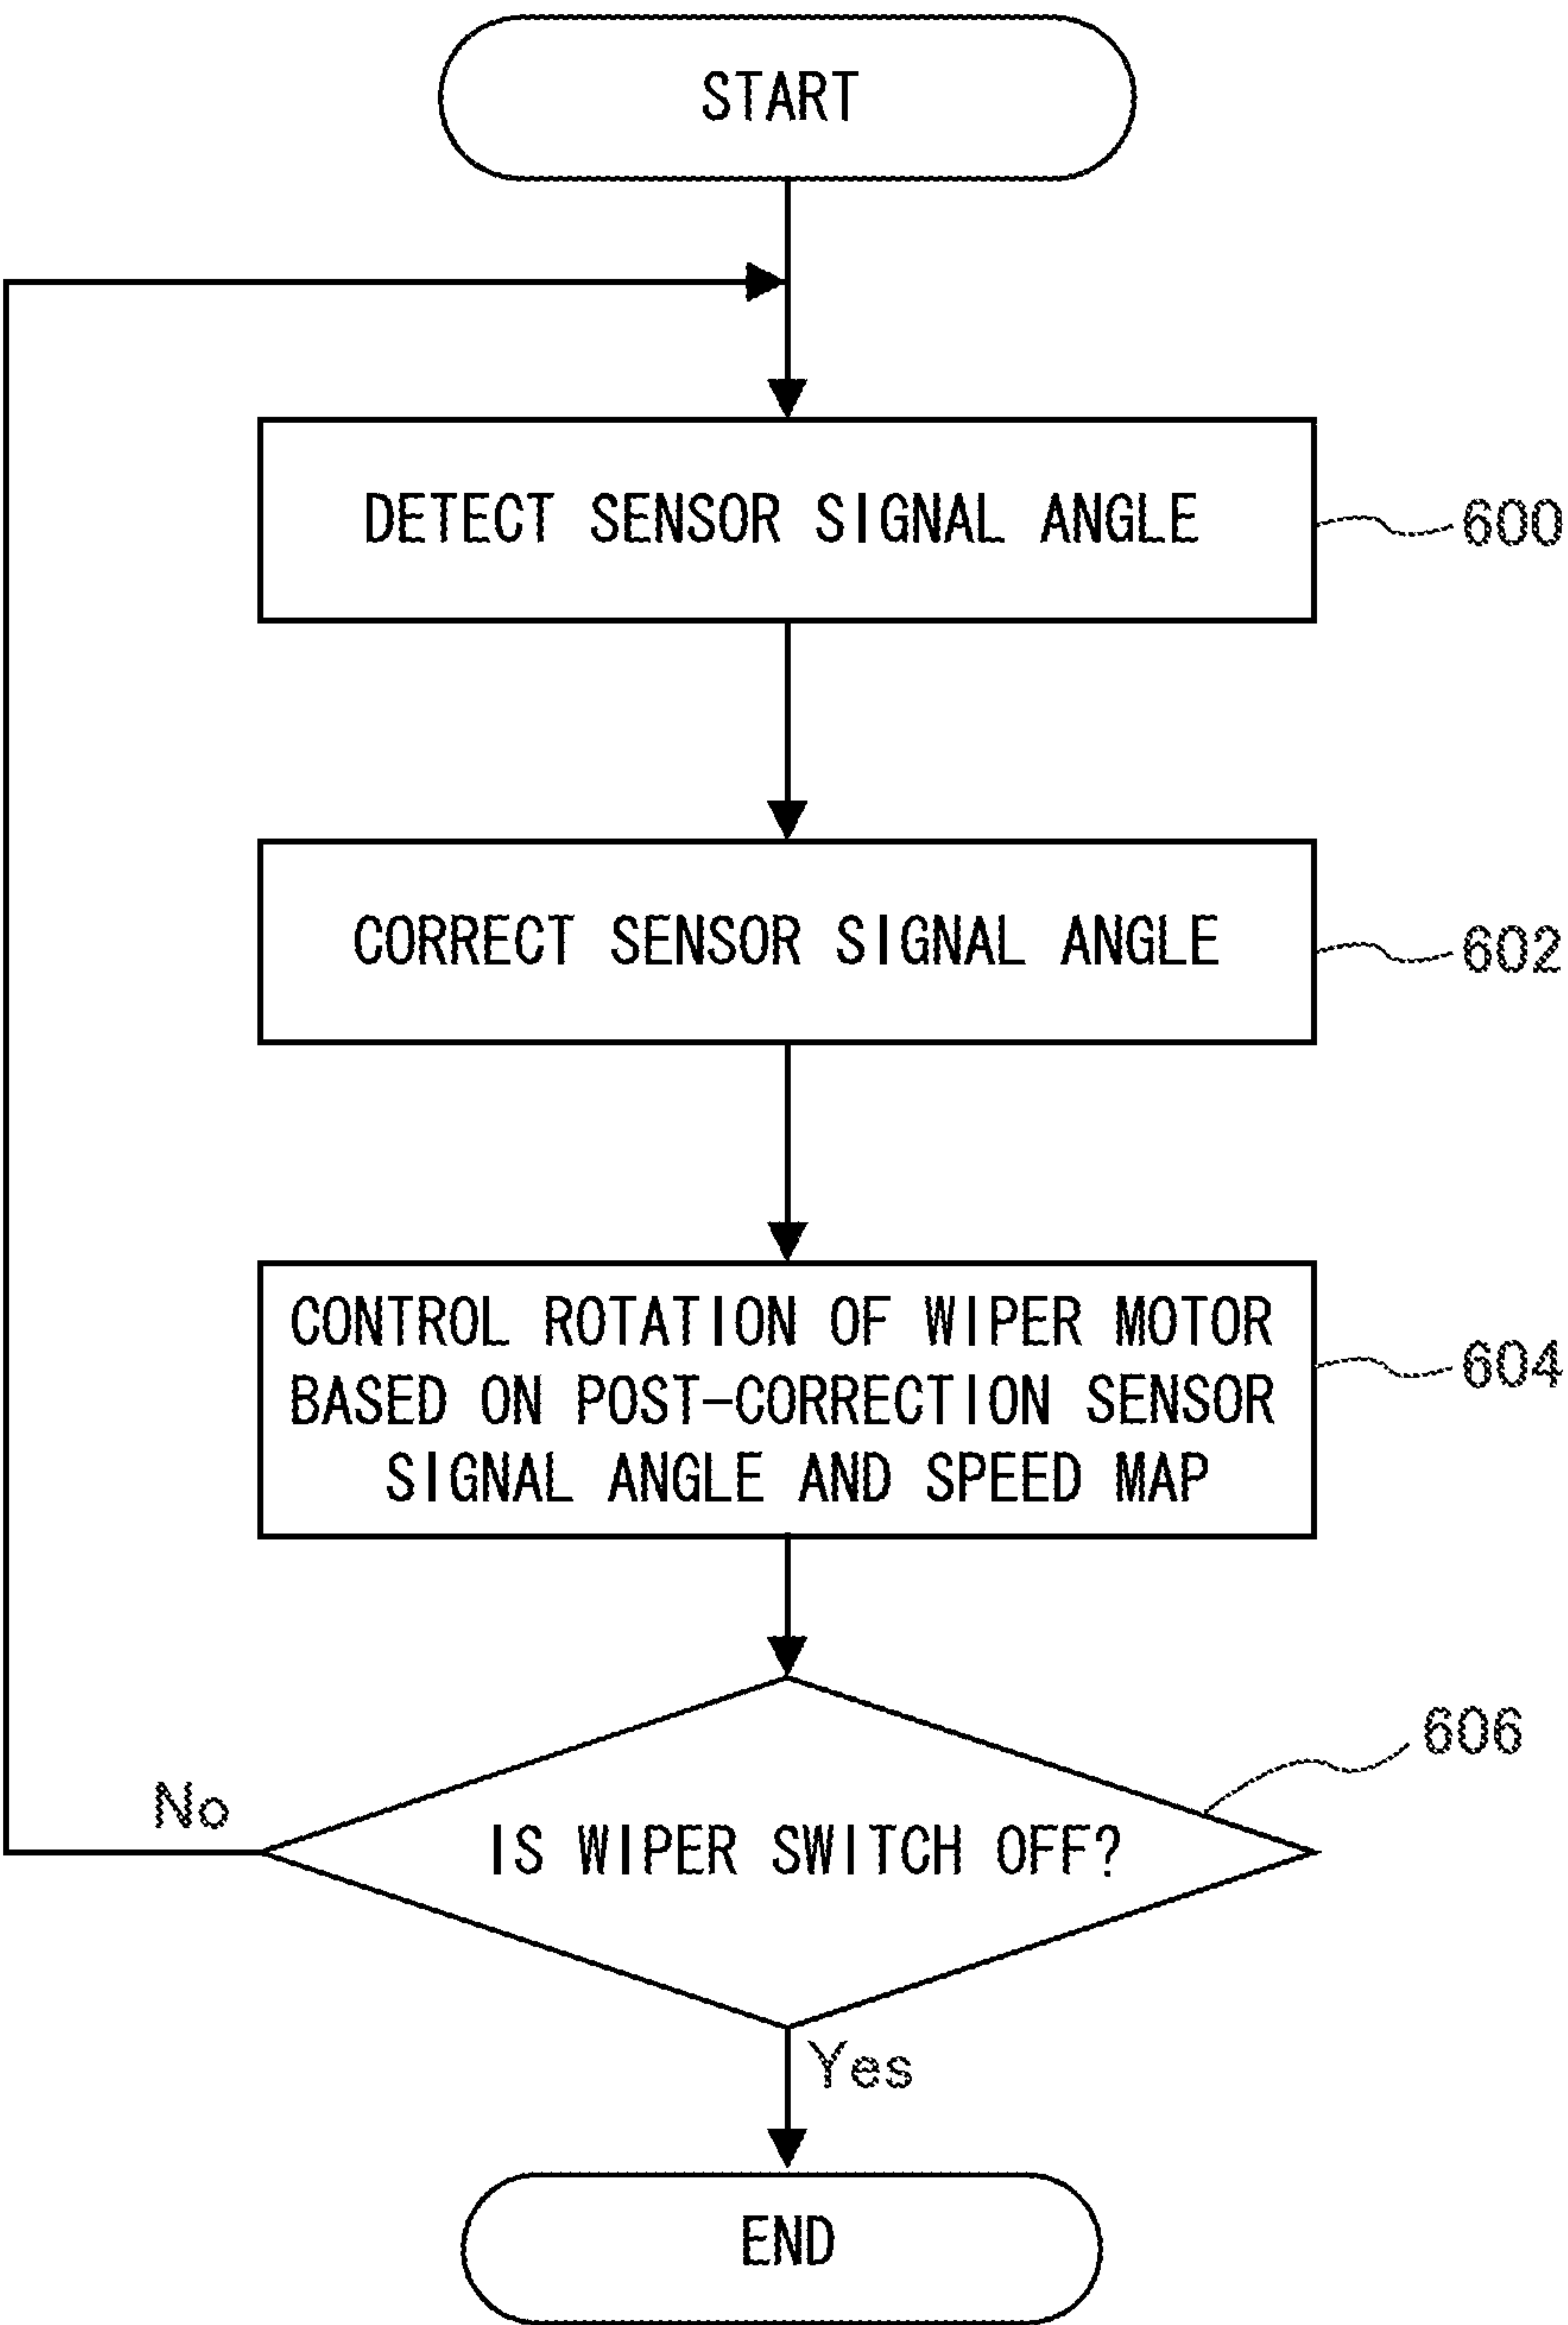 START
DETECT SENSOR SIGNAL ANGLE
600
CORRECT SENSOR SIGNAL ANGLE
602
CONTROL ROTATION OF WIPER MOTOR
BASED ON POST-CORRECTION SENSOR
SIGNAL ANGLE AND SPEED MAP
604
606
No
IS WIPER SWITCH OFF?
Yes
END